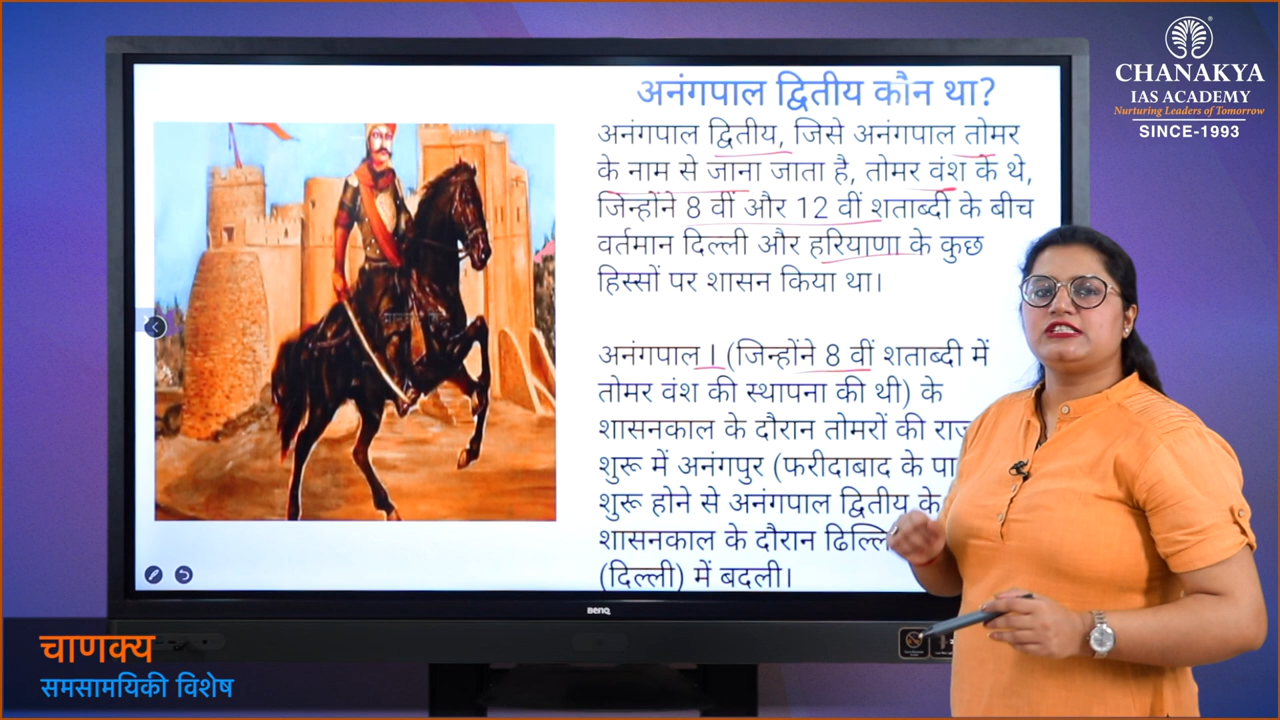 CHANAKYA
IAS ACADEMY
Nurturing Leaders of Tomorrow
SINCE-1993
अनंगपाल द्वितीय कौन था?
अनंगपाल द्वितीय, जिसे अनंगपाल तोमर
के नाम से जाना जाता है, तोमर वंश के थे,
जिन्होंने 8 वीं और 12 वीं शताब्दी के बीच
वर्तमान दिल्ली और हरियाणा के कुछ
हिस्सों पर शासन किया था।
अनंगपाल I (जिन्होंने 8 वीं शताब्दी में
तोमर वंश की स्थापना की थी) के
शासनकाल के दौरान तोमरों की
शुरू में अनंगपुर (फरीदाबाद के
शुरू होने से अनंगपाल द्वितीय के
शासनकाल के दौरान
(दिल्ली) में बदली।
BenQ
चाणक्य
समसामयिकी विशेष